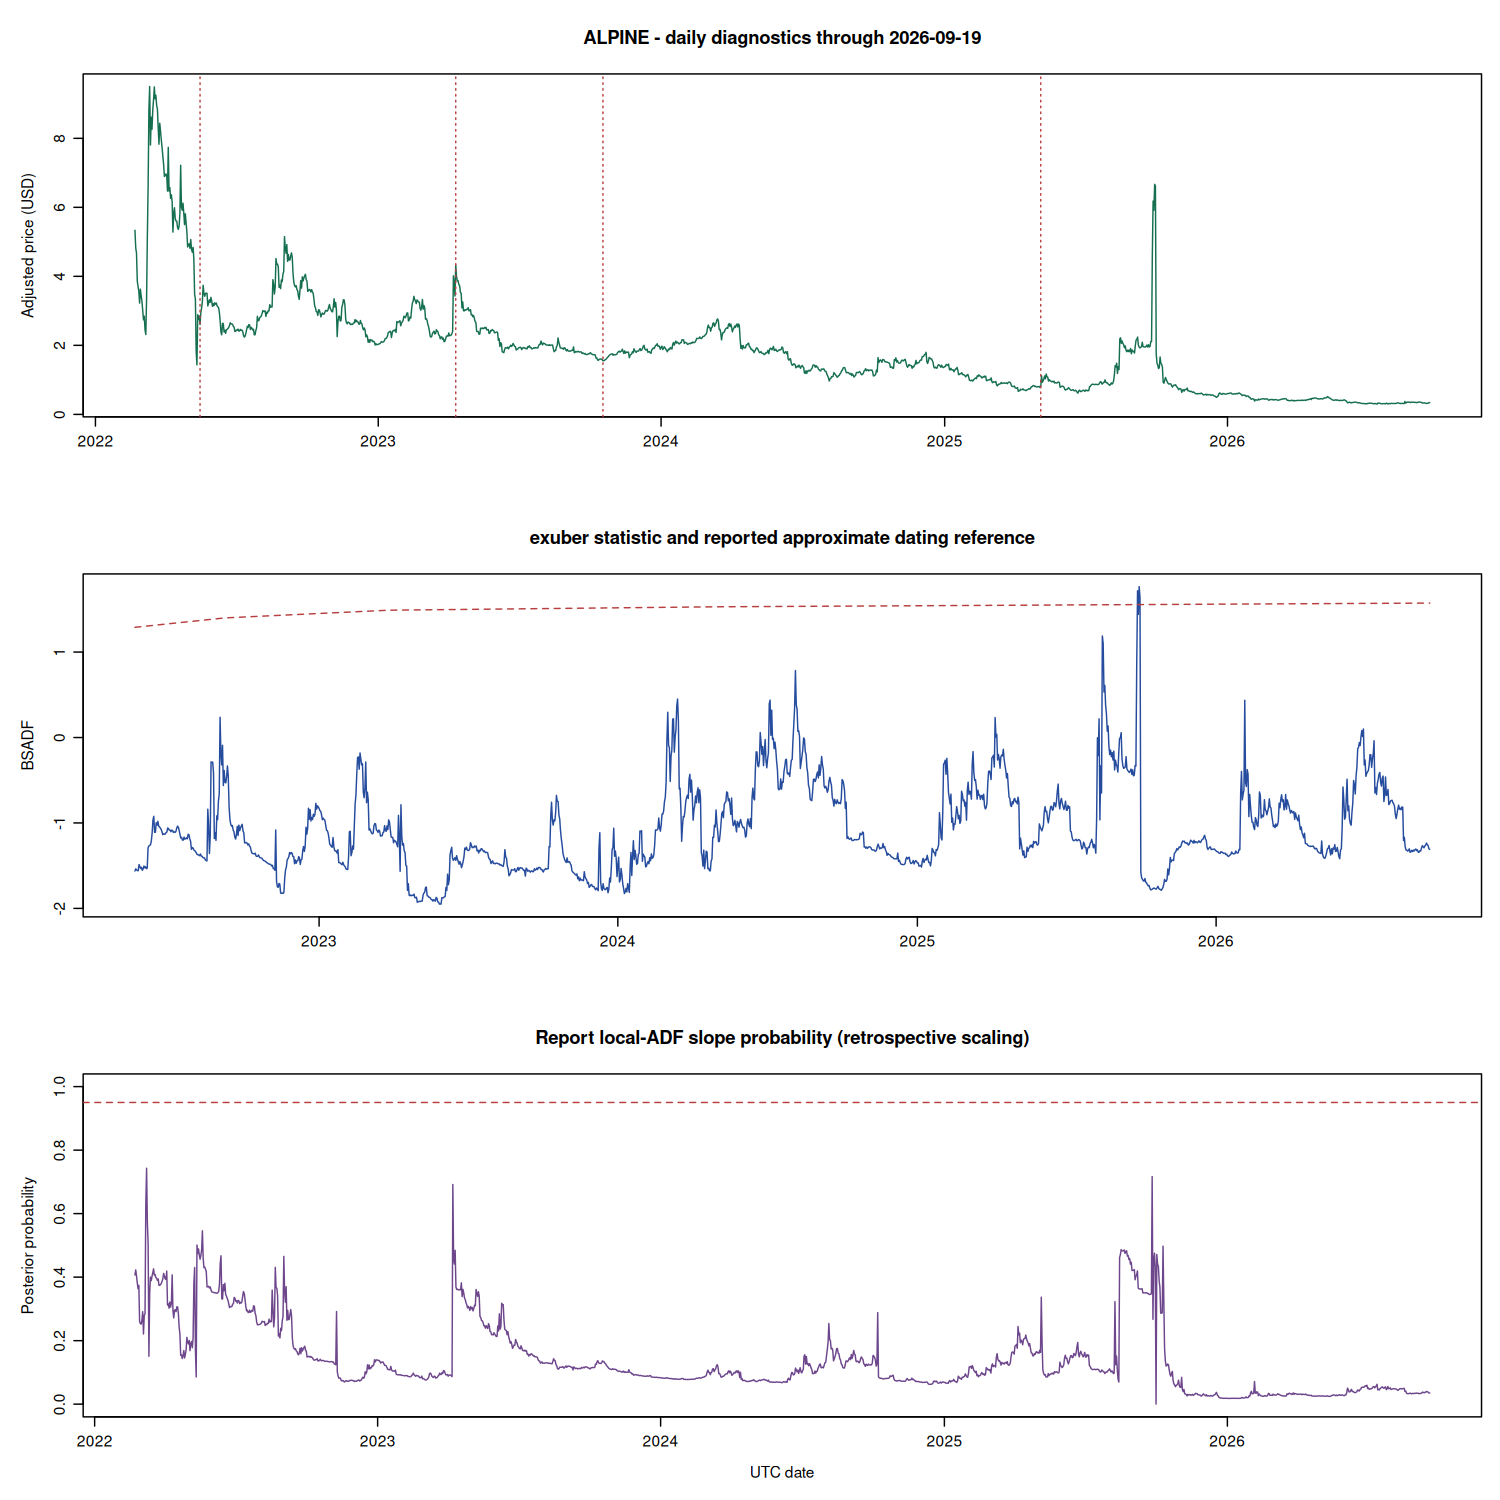 ALPINE - daily diagnostics through 2026-09-19
Adjusted price (USD)
8
6
4
2
0
2022 2023 2024 2025 2026
exuber statistic and reported approximate dating reference
BSADF
1
0
-1
-2
2023 2024 2025 2026
Report local-ADF slope probability (retrospective scaling)
Posterior probability
1.0
0.8
0.6
0.4
0.2
0.0
2022 2023 2024 2025 2026
UTC date